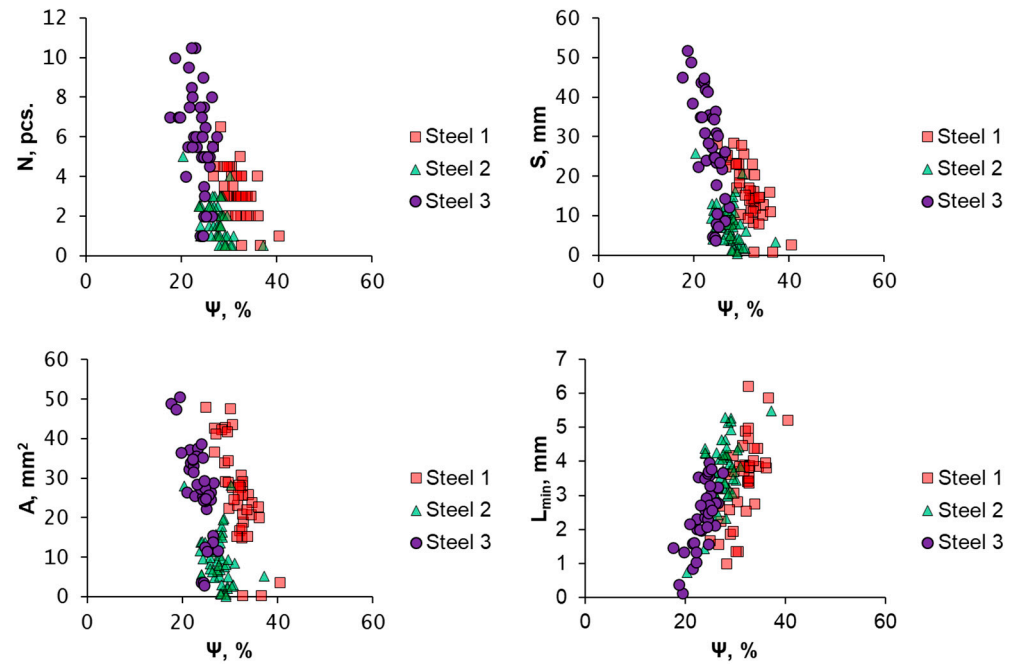 12
10
8
6
4
2
0
N, pcs.
0 20 40 60
Ψ, %
Steel 1
Steel 2
Steel 3
60
50
40
30
20
10
0
S, mm
0 20 40 60
Ψ, %
Steel 1
Steel 2
Steel 3
60
50
40
30
20
10
0
A, mm²
0 20 40 60
Ψ, %
Steel 1
Steel 2
Steel 3
7
6
5
4
3
2
1
0
Lmin, mm
0 20 40 60
Ψ, %
Steel 1
Steel 2
Steel 3